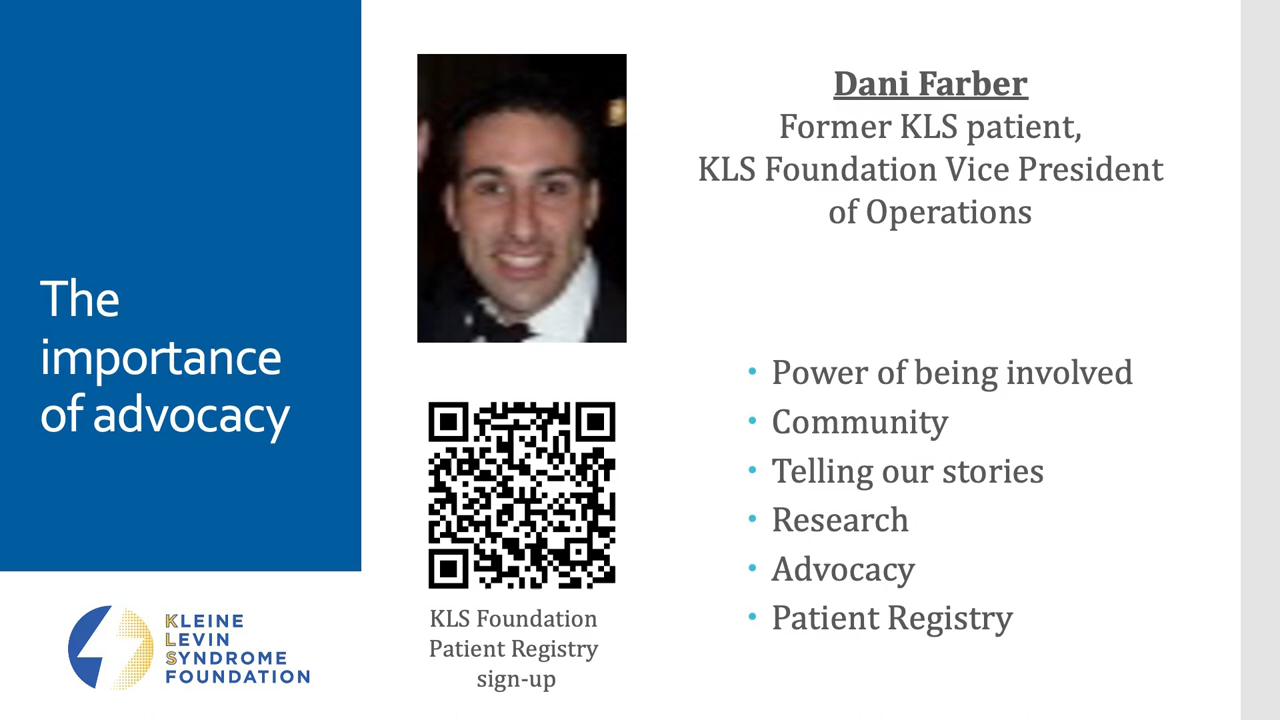 The
importance
of advocacy
Dani Farber
Former KLS patient,
KLS Foundation Vice President
of Operations
• Power of being involved
• Community
• Telling our stories
• Research
• Advocacy
• Patient Registry
KLS Foundation
Patient Registry
sign-up
KLEINE
LEVIN
SYNDROME
FOUNDATION